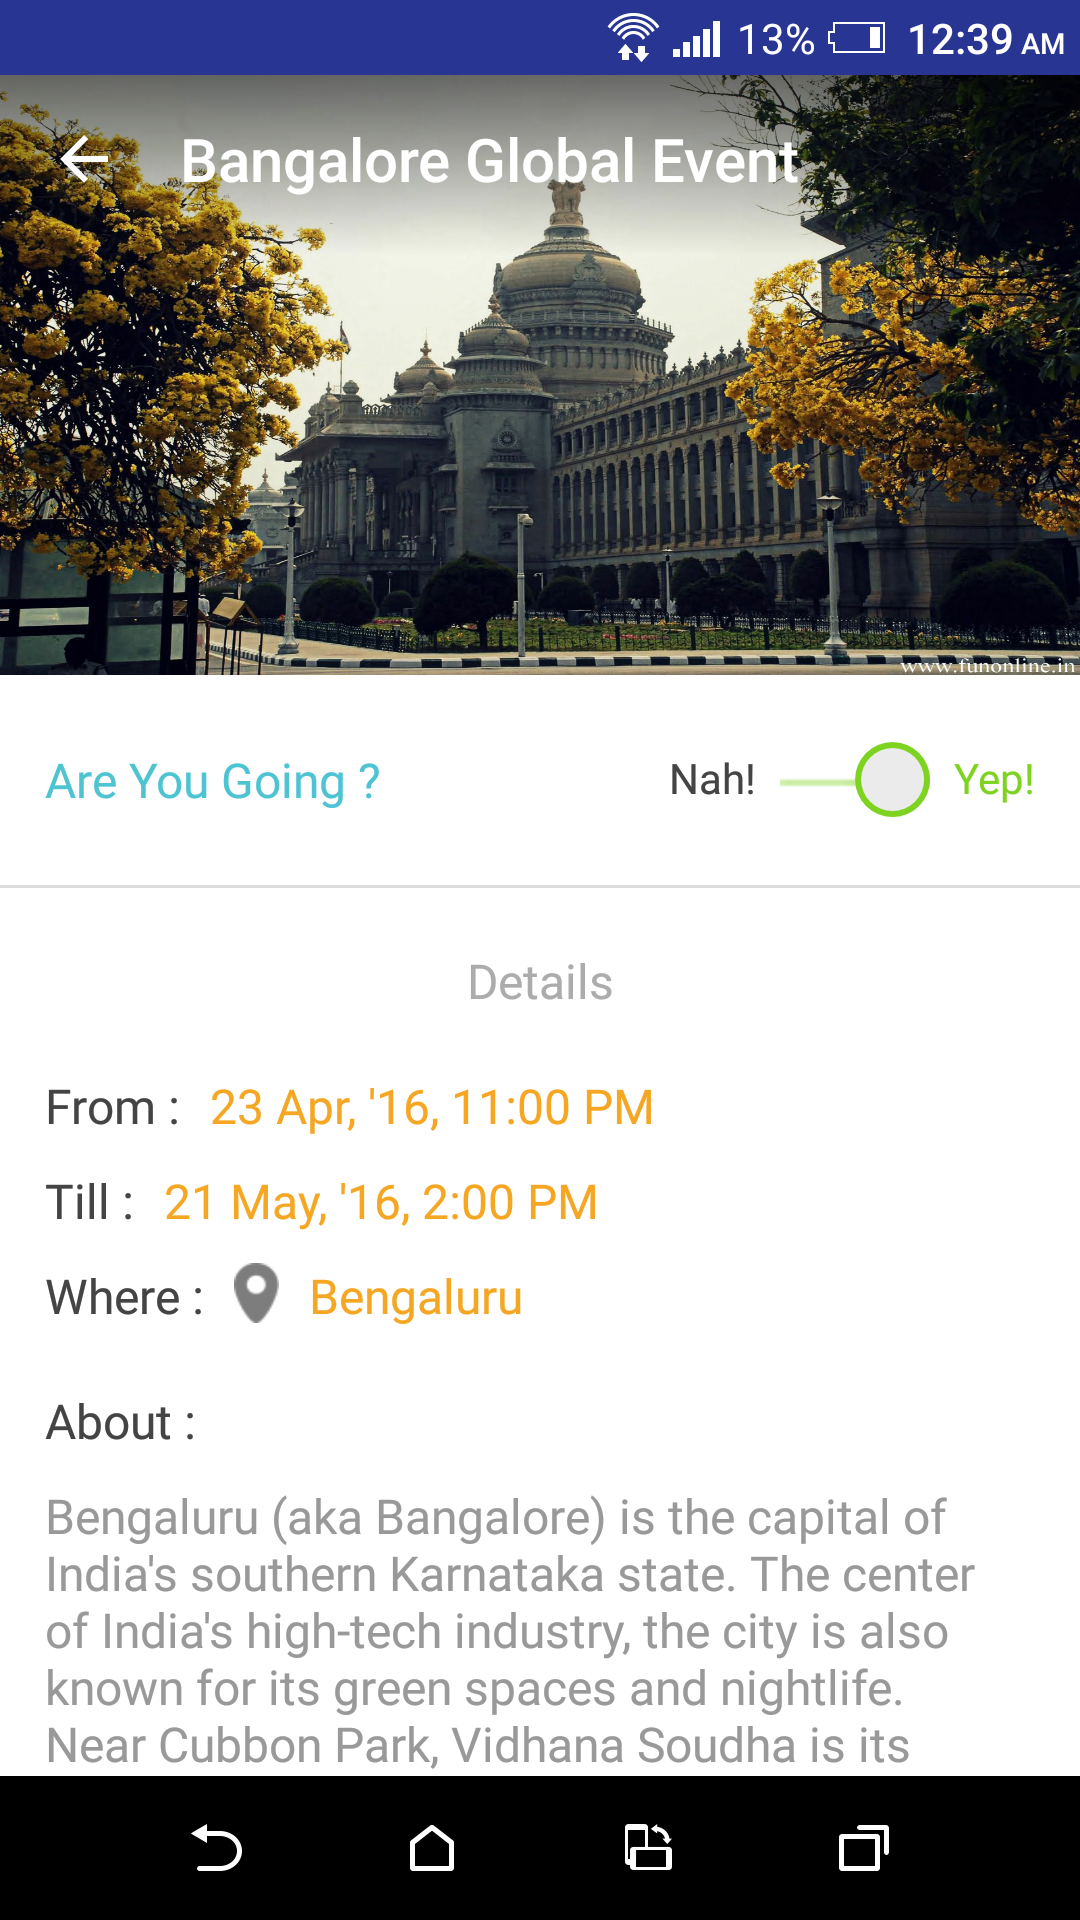 13% 12:39 AM
Bangalore Global Event
www.funonline.in
Are You Going ? Nah! Yep!
Details
From : 23 Apr, '16, 11:00 PM
Till : 21 May, '16, 2:00 PM
Where : Bengaluru
About :
Bengaluru (aka Bangalore) is the capital of
India's southern Karnataka state. The center
of India's high-tech industry, the city is also
known for its green spaces and nightlife.
Near Cubbon Park, Vidhana Soudha is its